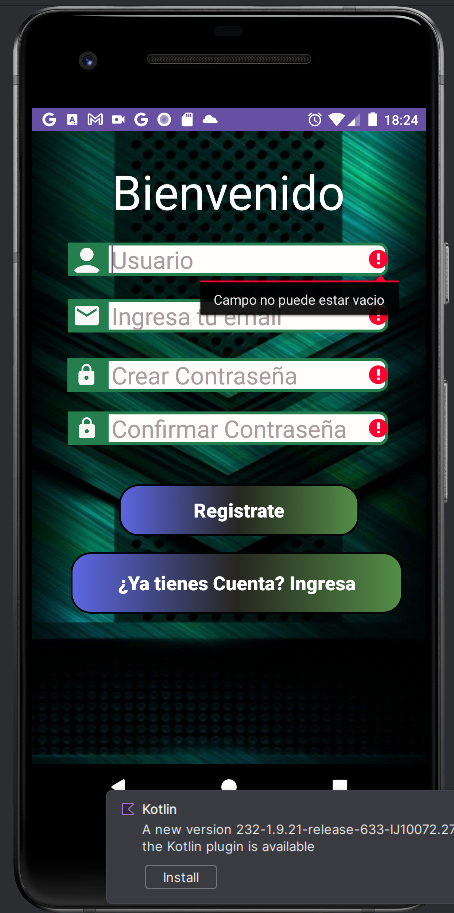 18:24
Bienvenido
Usuario
Campo no puede estar vacio
Ingresa tu email
Crear Contraseña
Confirmar Contraseña
Registrate
¿Ya tienes Cuenta? Ingresa
Kotlin
A new version 232-1.9.21-release-633-IJ10072.27
the Kotlin plugin is available
Install